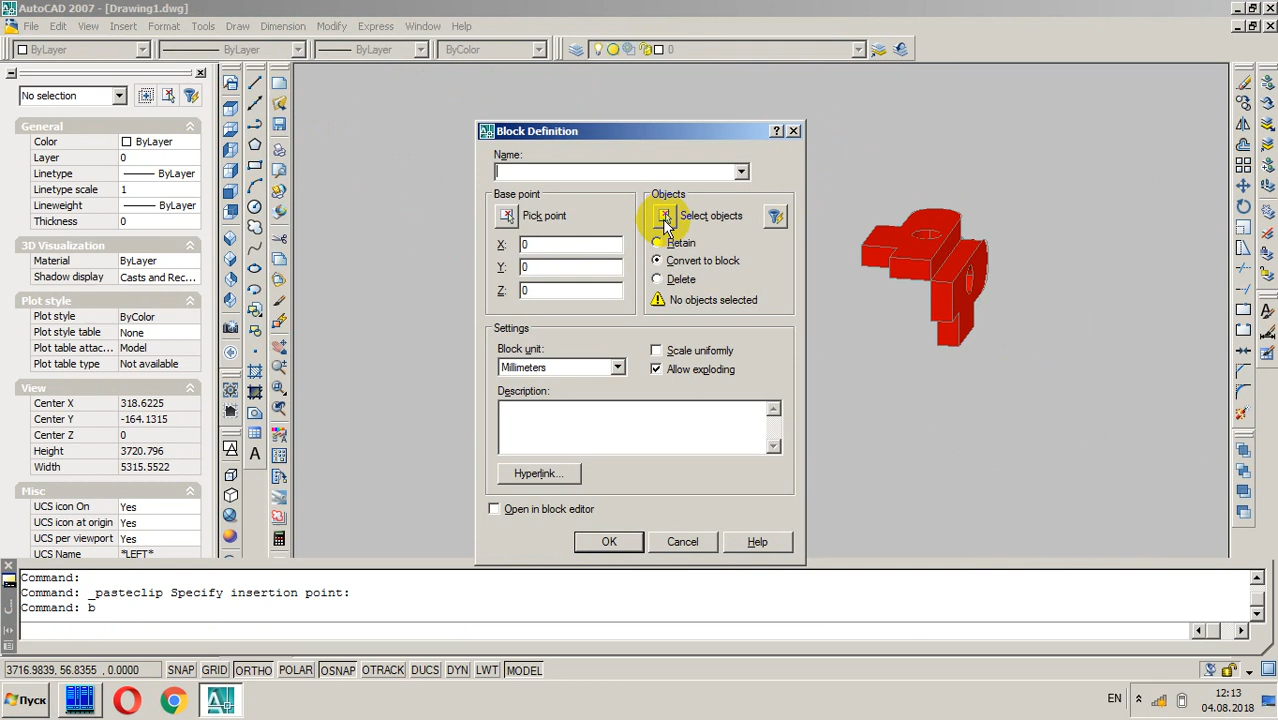 AutoCAD 2007 - [Drawing1.dwg]
File Edit View Insert Format Tools Draw Dimension Modify Express Window Help
ByLayer ByLayer ByLayer ByColor 0
No selection
General
Color ByLayer
Layer 0
Linetype ByLayer
Linetype scale 1
Lineweight ByLayer
Thickness 0
3D Visualization
Material ByLayer
Shadow display Casts and Rec...
Plot style
Plot style ByColor
Plot style table None
Plot table attac... Model
Plot table type Not available
View
Center X 318.6225
Center Y -164.1315
Center Z 0
Height 3720.796
Width 5315.5522
Misc
UCS icon On Yes
UCS icon at origin Yes
UCS per viewport Yes
UCS Name *LEFT*
Block Definition
Name:
Base point
Pick point
X: 0
Y: 0
Z: 0
Objects
Select objects
Retain
Convert to block
Delete
No objects selected
Settings
Block unit:
Millimeters
Scale uniformly
Allow exploding
Description:
Hyperlink...
Open in block editor
OK Cancel Help
Command:
Command: _pasteclip Specify insertion point:
Command: b
3716.9839, 56.8355 , 0.0000 SNAP GRID ORTHO POLAR OSNAP OTRACK DUCS DYN LWT MODEL
Пуск
EN
12:13
04.08.2018